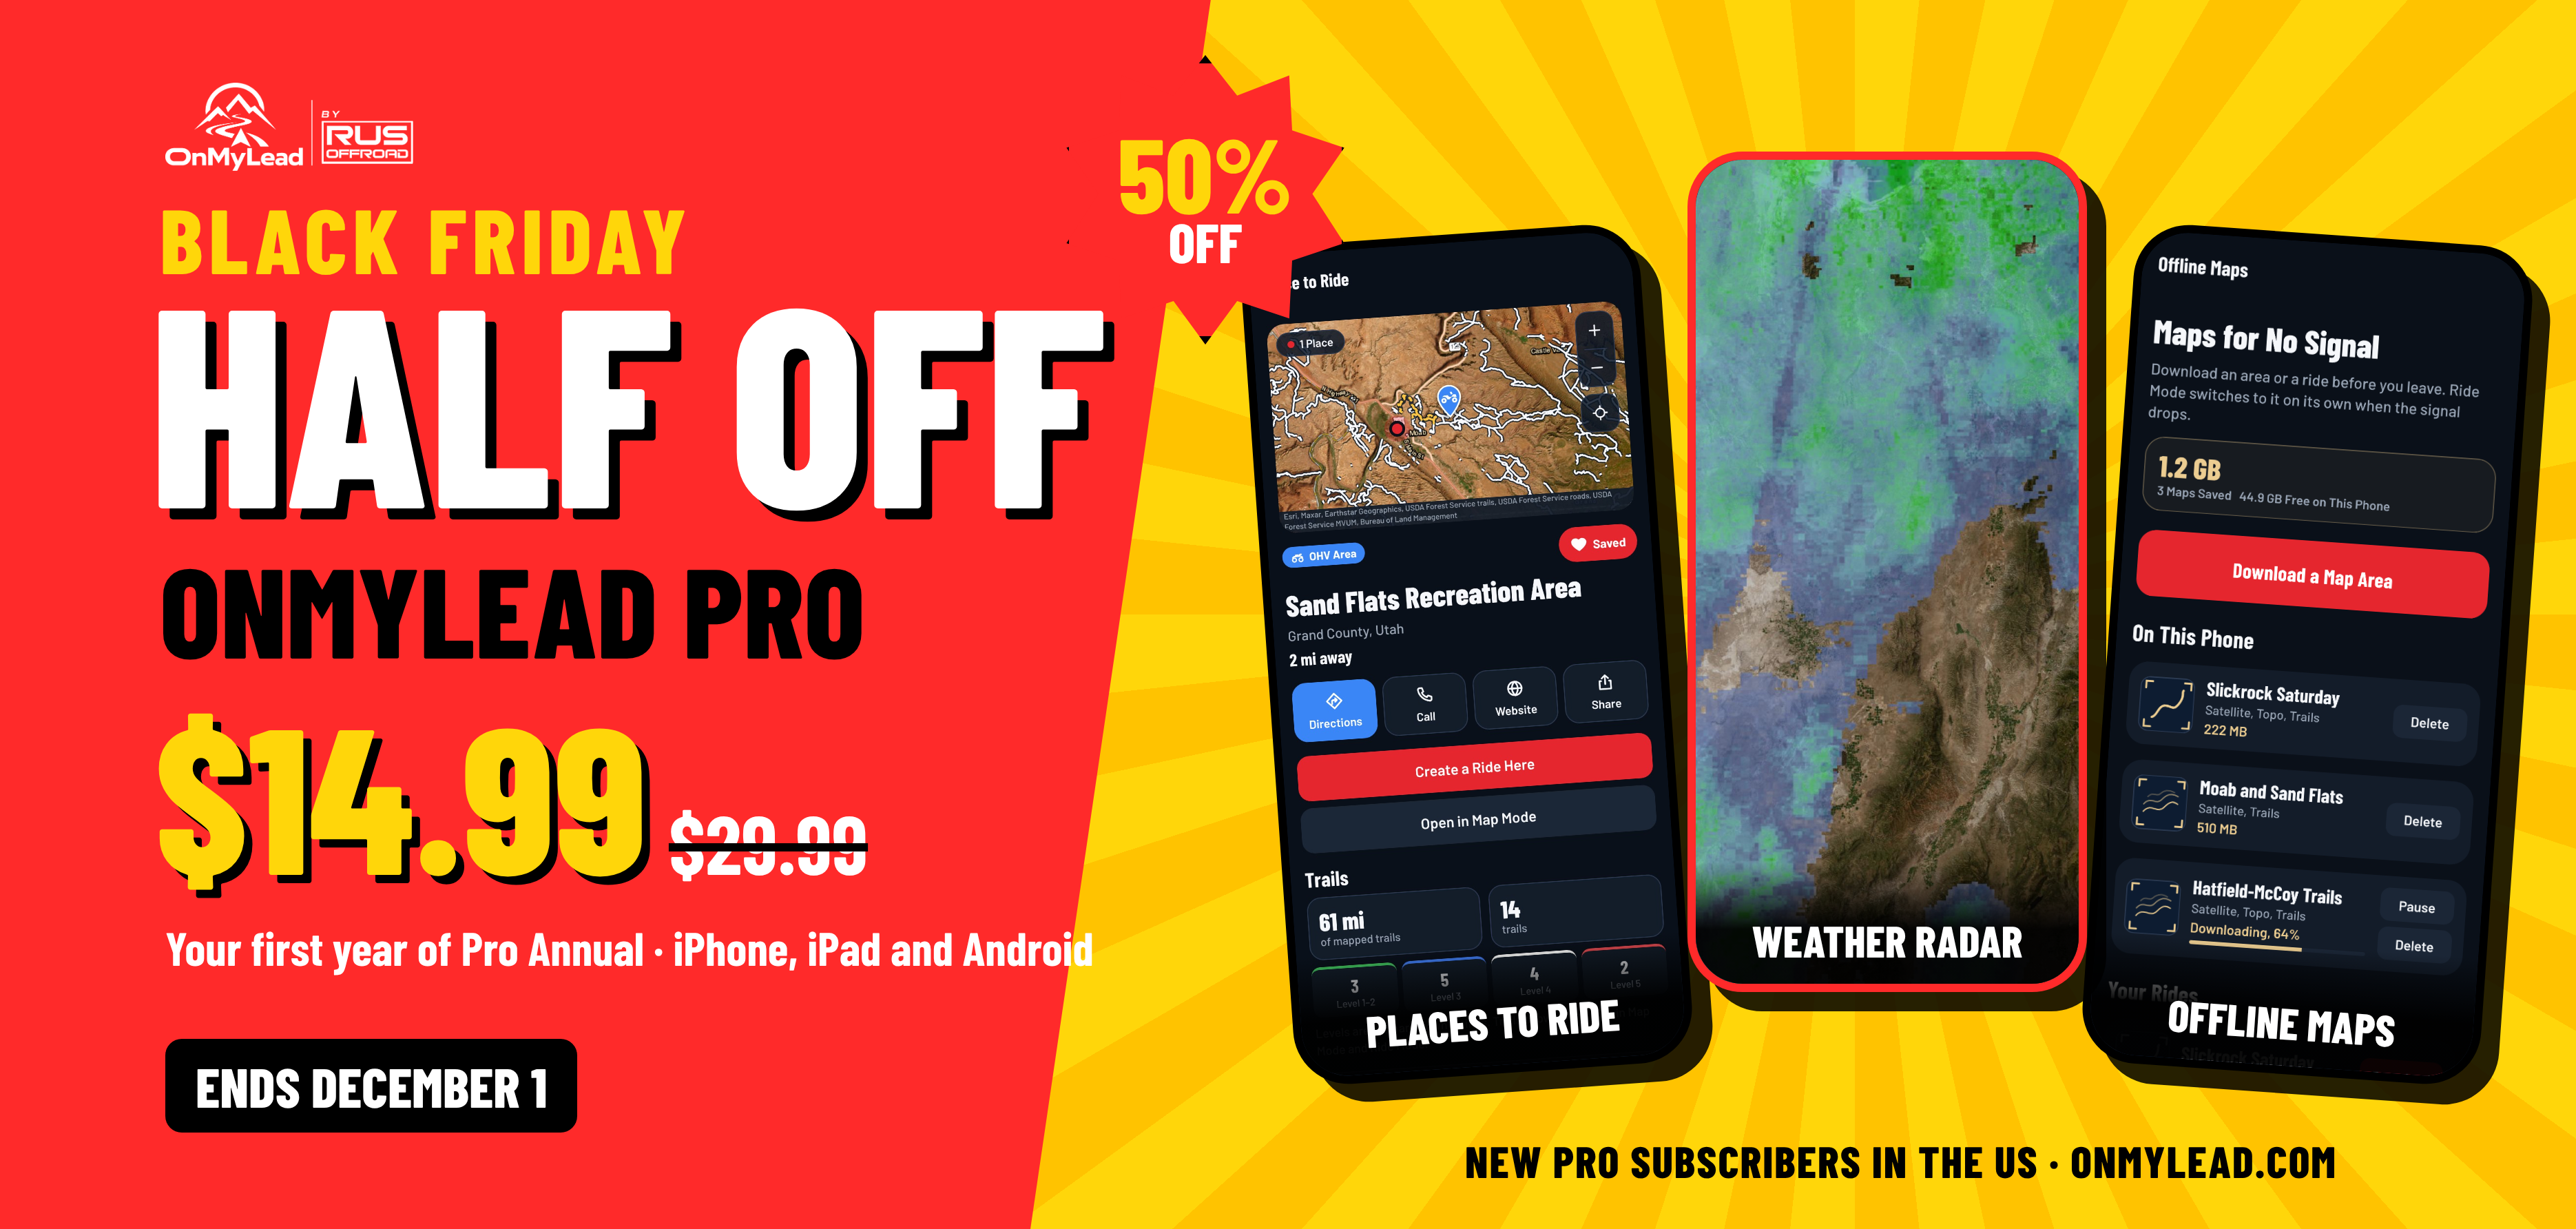 OnMyLead
BY
RUS
OFFROAD
BLACK FRIDAY
HALF OFF
ONMYLEAD PRO
$14.99 $29.99
Your first year of Pro Annual · iPhone, iPad and Android
ENDS DECEMBER 1
50%
OFF
e to Ride
1 Place
Moab
Esri, Maxar, Earthstar Geographics, USDA Forest Service trails, USDA Forest Service roads, USDA
Forest Service MVUM, Bureau of Land Management
OHV Area
Saved
Sand Flats Recreation Area
Grand County, Utah
2 mi away
Directions
Call
Website
Share
Create a Ride Here
Open in Map Mode
Trails
61 mi
of mapped trails
14
trails
3
Level 1-2
5
Level 3
4
Level 4
2
Level 5
PLACES TO RIDE
WEATHER RADAR
Offline Maps
Maps for No Signal
Download an area or a ride before you leave. Ride
Mode switches to it on its own when the signal
drops.
1.2 GB
3 Maps Saved 44.9 GB Free on This Phone
Download a Map Area
On This Phone
Slickrock Saturday
Satellite, Topo, Trails
222 MB
Delete
Moab and Sand Flats
Satellite, Trails
510 MB
Delete
Hatfield-McCoy Trails
Satellite, Topo, Trails
Downloading, 64%
Pause
Delete
Your Rides
OFFLINE MAPS
Slickrock Saturday
NEW PRO SUBSCRIBERS IN THE US · ONMYLEAD.COM